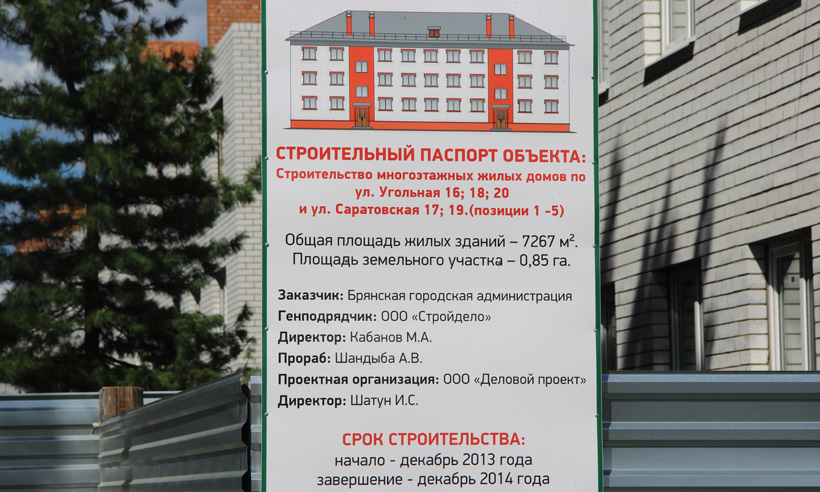 СТРОИТЕЛЬНЫЙ ПАСПОРТ ОБЪЕКТА:
Строительство многоэтажных жилых домов по
ул. Угольная 16; 18; 20
и ул. Саратовская 17; 19.(позиции 1 -5)
Общая площадь жилых зданий – 7267 м².
Площадь земельного участка – 0,85 га.
Заказчик: Брянская городская администрация
Генподрядчик: ООО «Стройдело»
Директор: Кабанов М.А.
Прораб: Шандыба А.В.
Проектная организация: ООО «Деловой проект»
Директор: Шатун И.С.
СРОК СТРОИТЕЛЬСТВА:
начало - декабрь 2013 года
завершение - декабрь 2014 года